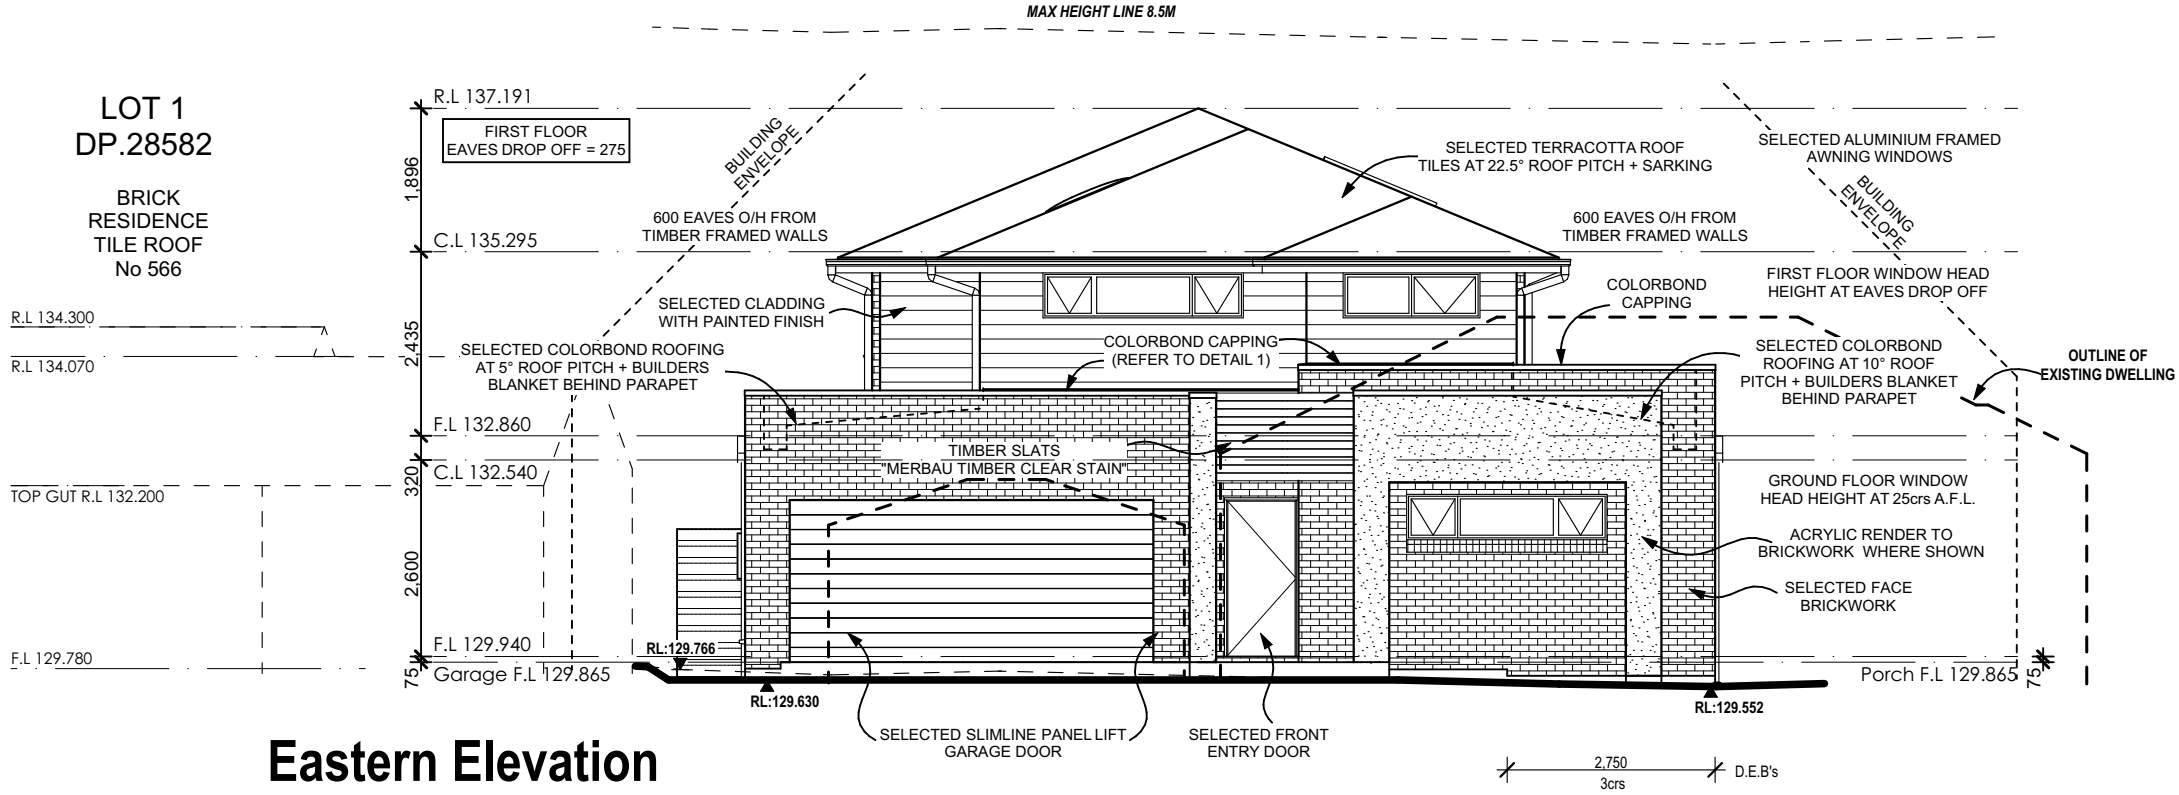 MAX HEIGHT LINE 8.5M
LOT 1
DP.28582
BRICK
RESIDENCE
TILE ROOF
No 566
R.L 134.300
R.L 134.070
TOP GUT R.L 132.200
F.L 129.780
R.L 137.191
FIRST FLOOR
EAVES DROP OFF = 275
1,896
C.L 135.295
2,435
F.L 132.860
320
C.L 132.540
2,600
F.L 129.940
75
Garage F.L 129.865
BUILDING
ENVELOPE
600 EAVES O/H FROM
TIMBER FRAMED WALLS
SELECTED CLADDING
WITH PAINTED FINISH
SELECTED COLORBOND ROOFING
AT 5° ROOF PITCH + BUILDERS
BLANKET BEHIND PARAPET
COLORBOND CAPPING
(REFER TO DETAIL 1)
TIMBER SLATS
"MERBAU TIMBER CLEAR STAIN"
SELECTED TERRACOTTA ROOF
TILES AT 22.5° ROOF PITCH + SARKING
SELECTED ALUMINIUM FRAMED
AWNING WINDOWS
BUILDING
ENVELOPE
600 EAVES O/H FROM
TIMBER FRAMED WALLS
COLORBOND
CAPPING
FIRST FLOOR WINDOW HEAD
HEIGHT AT EAVES DROP OFF
SELECTED COLORBOND
ROOFING AT 10° ROOF
PITCH + BUILDERS BLANKET
BEHIND PARAPET
OUTLINE OF
EXISTING DWELLING
GROUND FLOOR WINDOW
HEAD HEIGHT AT 25crs A.F.L.
ACRYLIC RENDER TO
BRICKWORK WHERE SHOWN
SELECTED FACE
BRICKWORK
Porch F.L 129.865
75
RL:129.766
RL:129.630
RL:129.552
SELECTED SLIMLINE PANEL LIFT
GARAGE DOOR
SELECTED FRONT
ENTRY DOOR
2,750
3crs
D.E.B's
Eastern Elevation